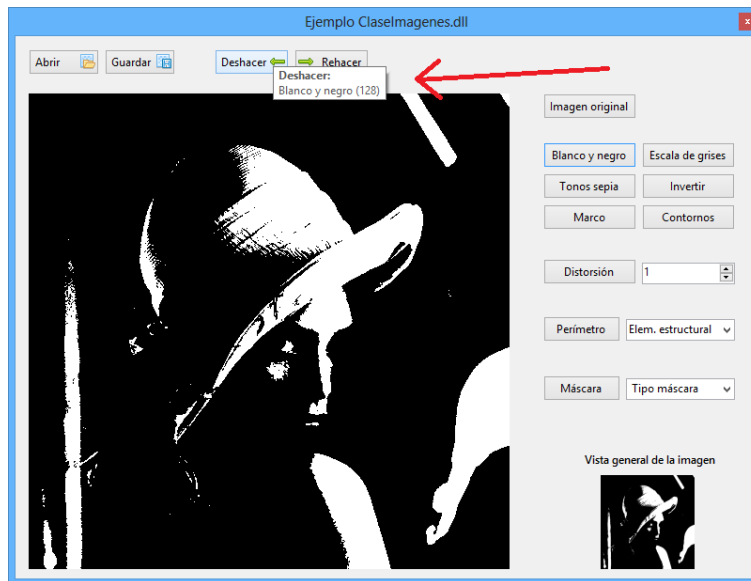 Ejemplo ClaseImagenes.dll
x
Abrir
Guardar
Deshacer
Rehacer
Deshacer:
Blanco y negro (128)
Imagen original
Blanco y negro
Escala de grises
Tonos sepia
Invertir
Marco
Contornos
Distorsión
1
Perímetro
Elem. estructural
Máscara
Tipo máscara
Vista general de la imagen